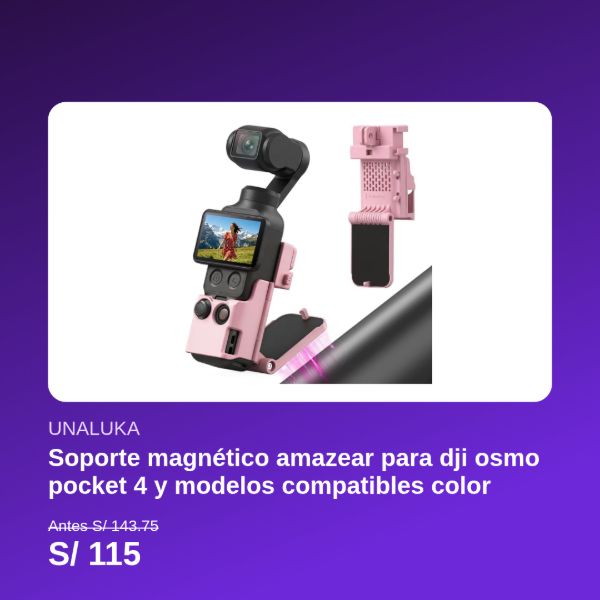 UNALUKA
Soporte magnético amazear para dji osmo
pocket 4 y modelos compatibles color
Antes S/ 143.75
S/ 115